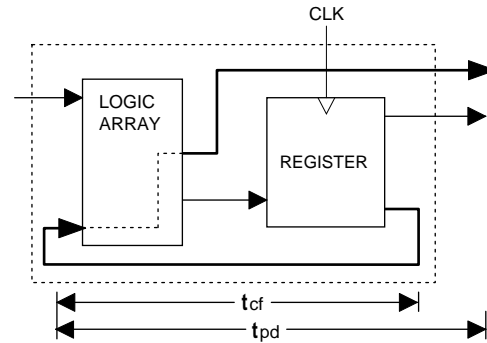 CLK
LOGIC
ARRAY
REGISTER
tcf
tpd